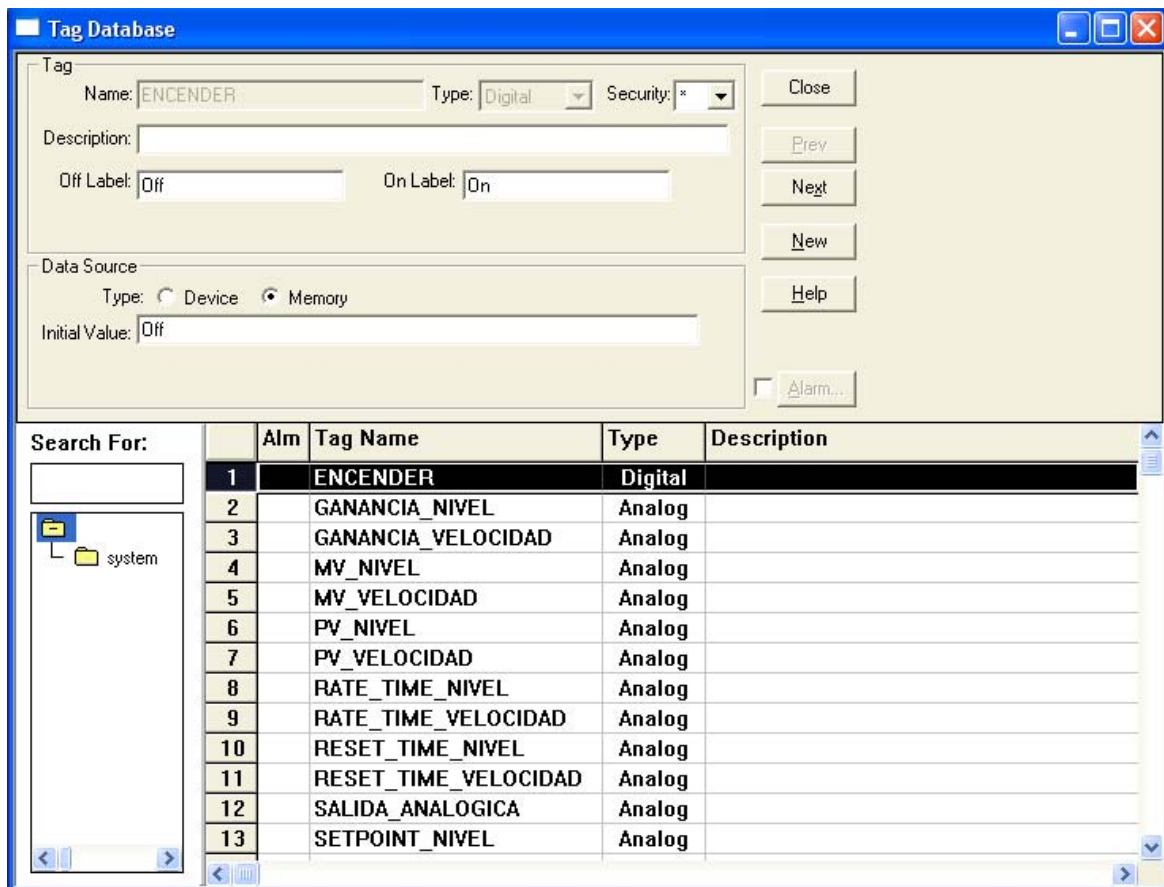 Tag Database
Tag
Name: ENCENDER Type: Digital Security: * Close
Description: Prev
Off Label: Off On Label: On Next
New
Data Source
Type: Device Memory Help
Initial Value: Off
Alarm...
Search For: Alm Tag Name Type Description
1 ENCENDER Digital
2 GANANCIA_NIVEL Analog
system 3 GANANCIA_VELOCIDAD Analog
4 MV_NIVEL Analog
5 MV_VELOCIDAD Analog
6 PV_NIVEL Analog
7 PV_VELOCIDAD Analog
8 RATE_TIME_NIVEL Analog
9 RATE_TIME_VELOCIDAD Analog
10 RESET_TIME_NIVEL Analog
11 RESET_TIME_VELOCIDAD Analog
12 SALIDA_ANALOGICA Analog
13 SETPOINT_NIVEL Analog